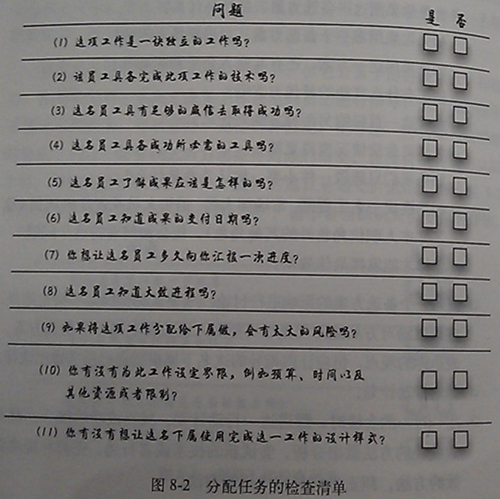 问题 是 否
(1) 这项工作是一块独立的工作吗?
(2) 该员工具备完成此项工作的技术吗?
(3) 这名员工具有足够的威信去取得成功吗?
(4) 这名员工具备成功所必需的工具吗?
(5) 这名员工了解成果应该是怎样的吗?
(6) 这名员工知道成果的交付日期吗?
(7) 你想让这名员工多久向你汇报一次进度?
(8) 这名员工知道大致进程吗?
(9) 如果将这项工作分配给下属做，会有太大的风险吗?
(10) 你有没有为此工作设定界限，例如预算、时间以及
其他资源或者限制?
(11) 你有没有想让这名下属使用完成这一工作的设计样式?
图 8-2 分配任务的检查清单